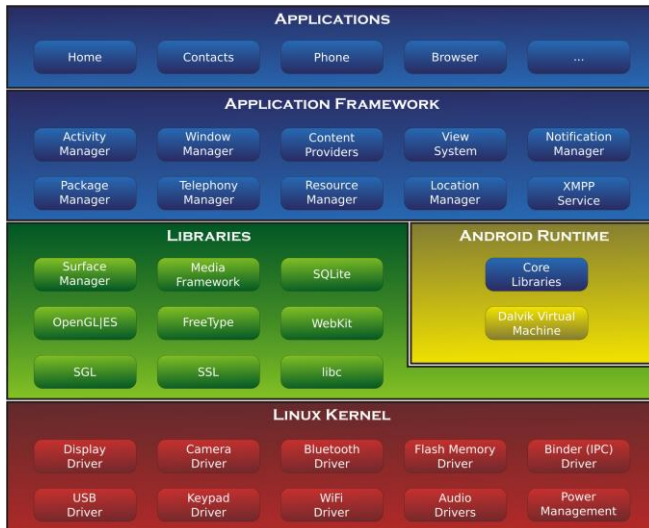 APPLICATIONS
Home
Contacts
Phone
Browser
...
APPLICATION FRAMEWORK
Activity
Manager
Window
Manager
Content
Providers
View
System
Notification
Manager
Package
Manager
Telephony
Manager
Resource
Manager
Location
Manager
XMPP
Service
LIBRARIES
Surface
Manager
Media
Framework
SQLite
OpenGL|ES
FreeType
WebKit
SGL
SSL
libc
ANDROID RUNTIME
Core
Libraries
Dalvik Virtual
Machine
LINUX KERNEL
Display
Driver
Camera
Driver
Bluetooth
Driver
Flash Memory
Driver
Binder (IPC)
Driver
USB
Driver
Keypad
Driver
WiFi
Driver
Audio
Drivers
Power
Management